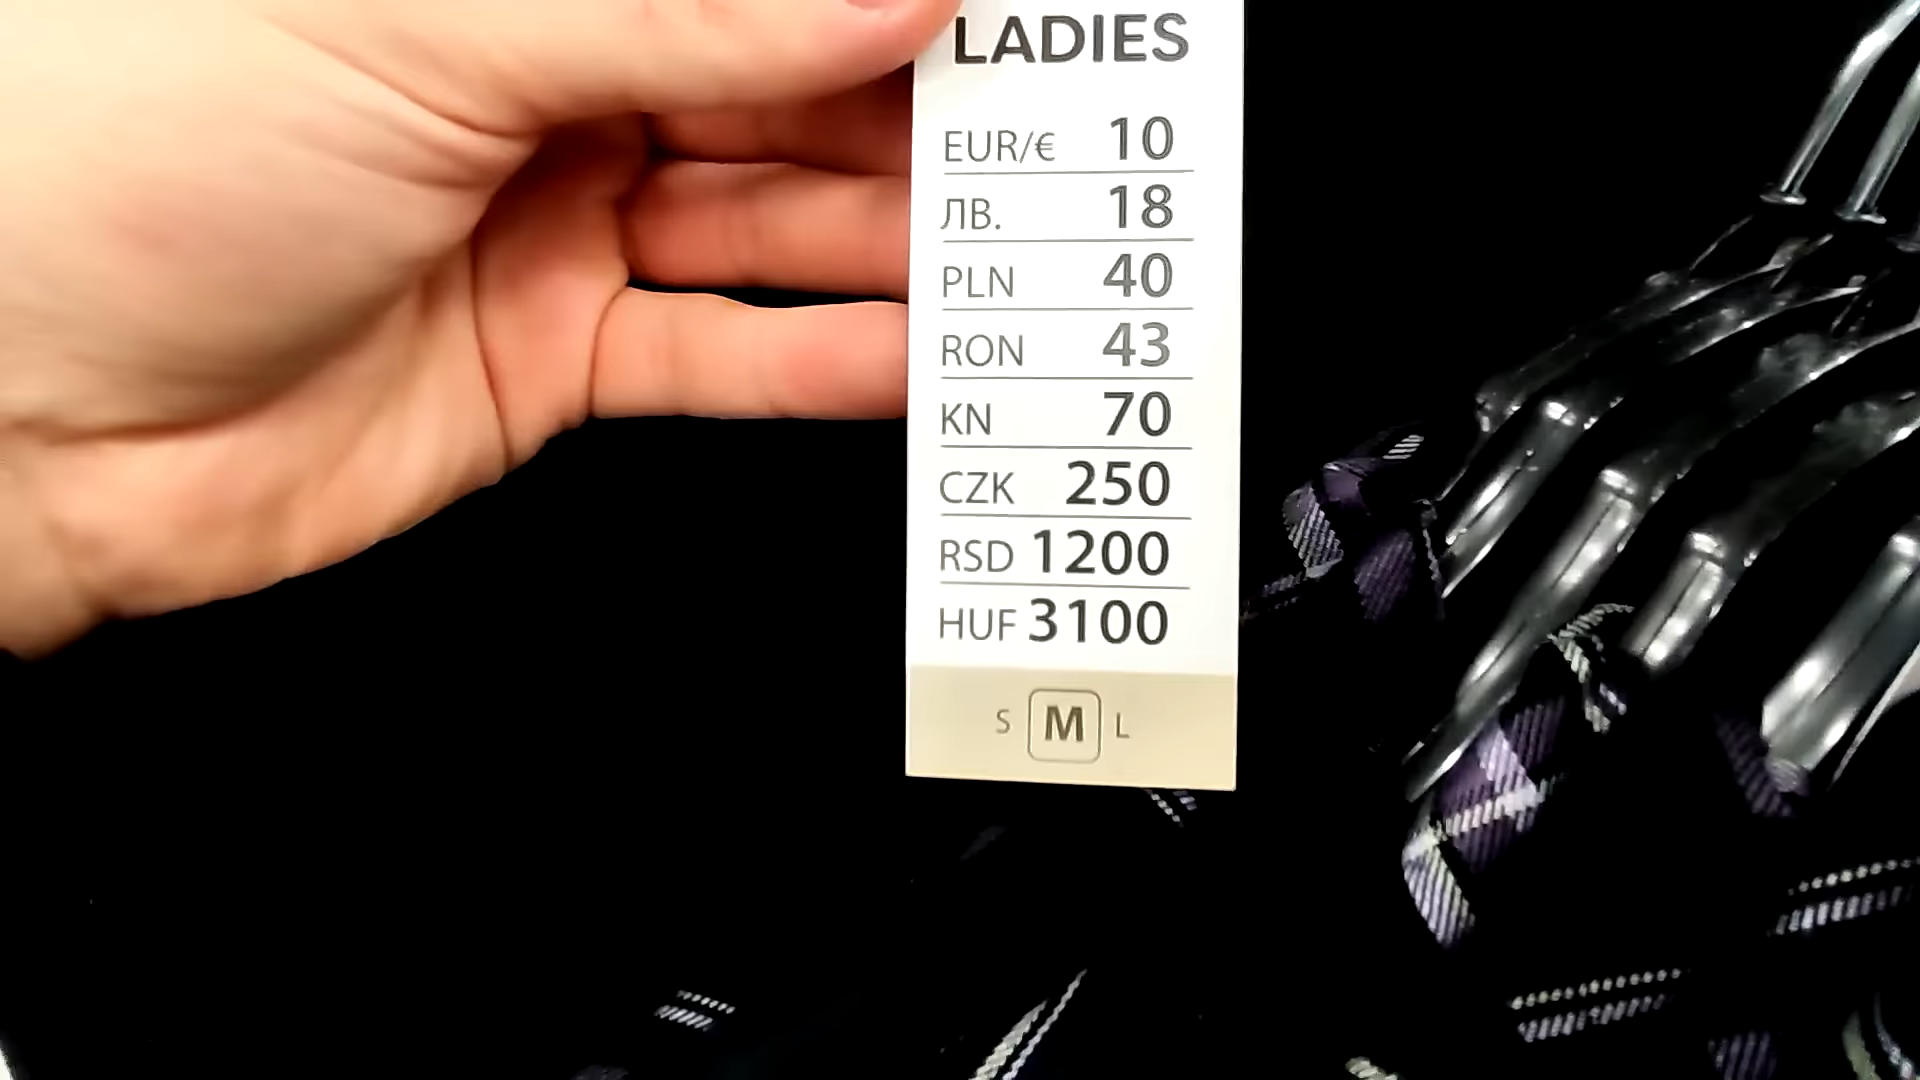 LADIES
EUR/€ 10
ЛВ. 18
PLN 40
RON 43
KN 70
CZK 250
RSD 1200
HUF 3100
S M L